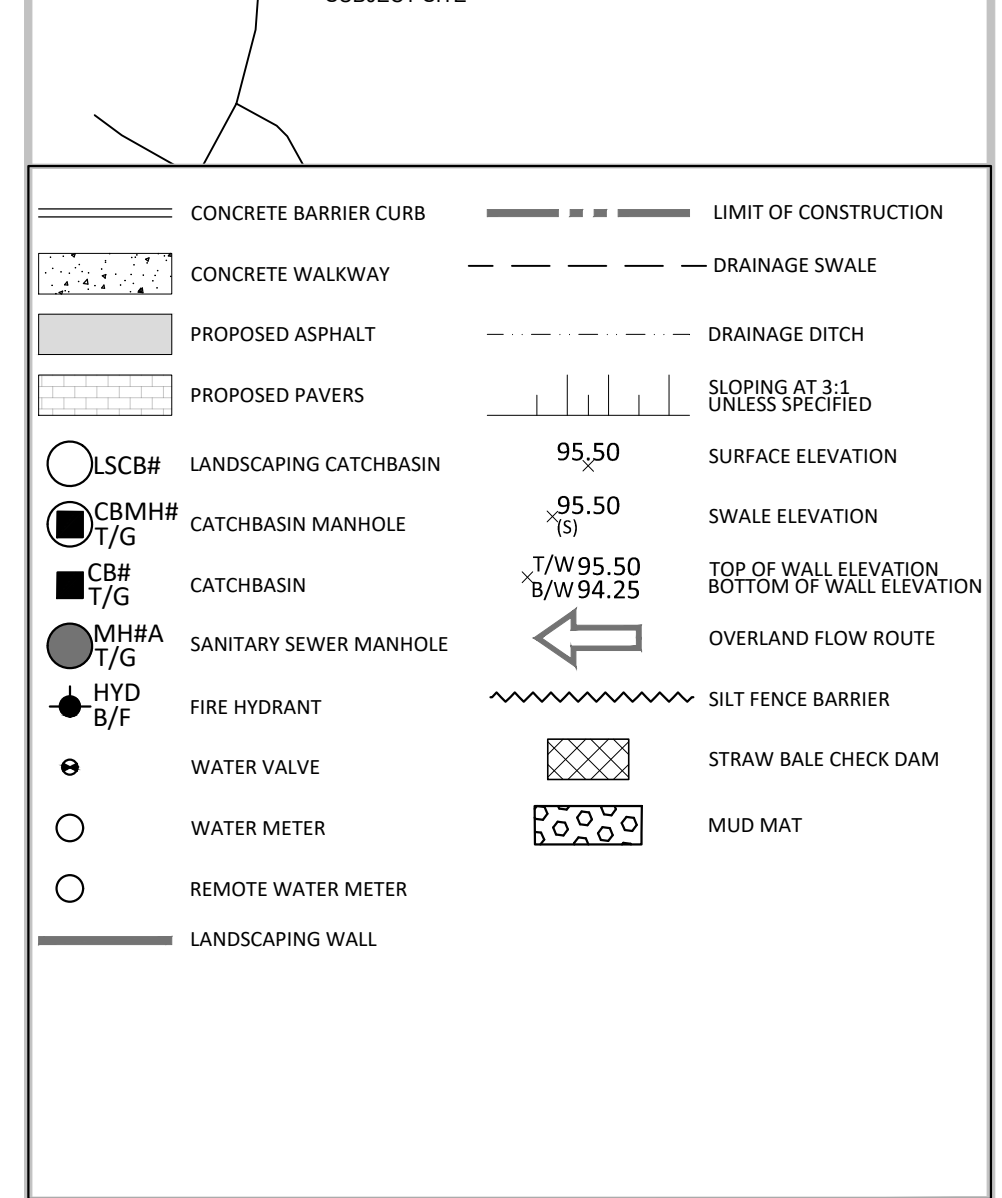 SUBJECT SITE
CONCRETE BARRIER CURB
CONCRETE WALKWAY
PROPOSED ASPHALT
PROPOSED PAVERS
LSCB# LANDSCAPING CATCHBASIN
CBMH#
T/G
CATCHBASIN MANHOLE
CB#
T/G
CATCHBASIN
MH#A
T/G
SANITARY SEWER MANHOLE
HYD
B/F
FIRE HYDRANT
WATER VALVE
WATER METER
REMOTE WATER METER
LANDSCAPING WALL
LIMIT OF CONSTRUCTION
DRAINAGE SWALE
DRAINAGE DITCH
SLOPING AT 3:1
UNLESS SPECIFIED
95.50 SURFACE ELEVATION
95.50
(S)
SWALE ELEVATION
T/W 95.50
B/W 94.25
TOP OF WALL ELEVATION
BOTTOM OF WALL ELEVATION
OVERLAND FLOW ROUTE
SILT FENCE BARRIER
STRAW BALE CHECK DAM
MUD MAT